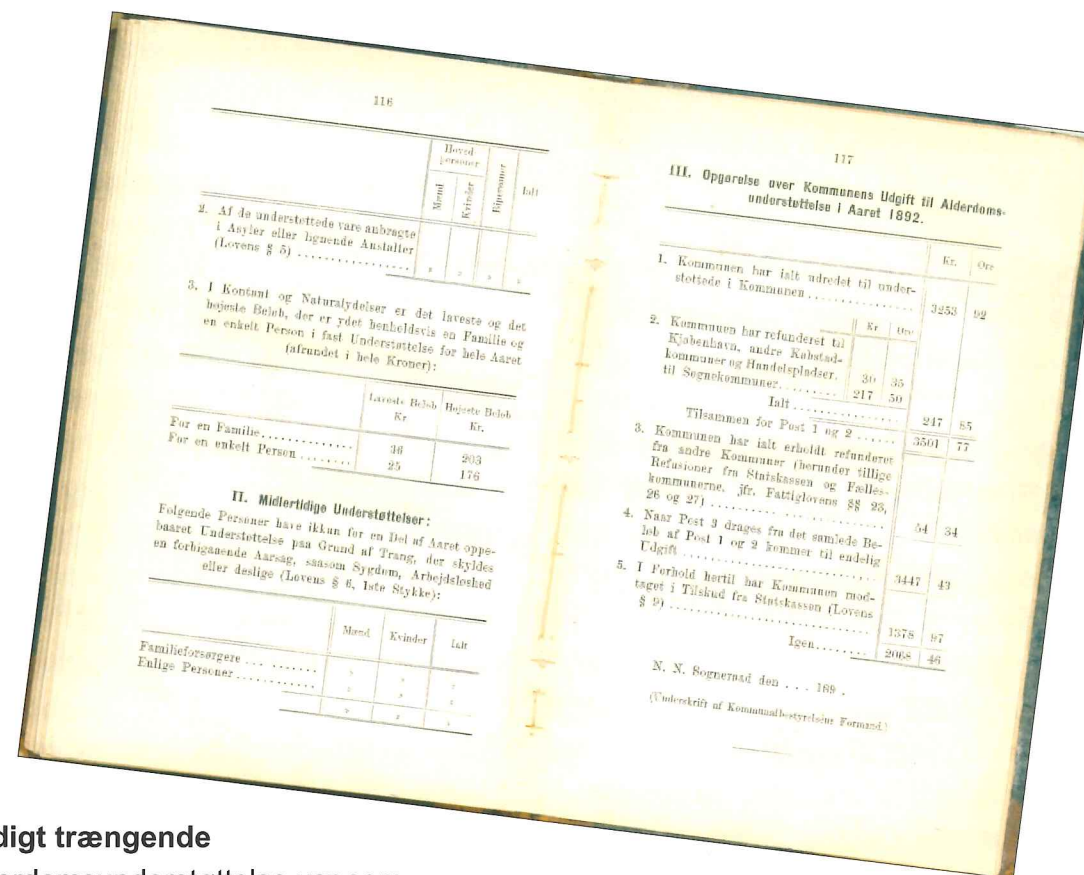 116
Hoved
personer
Mænd
Kvinder
Bipersoner
Ialt
2. Af de understøttede vare anbragte
i Asyler eller lignende Anstalter
(Lovens § 5) ................
3. I Kontant og Naturalydelser er det laveste og det
højeste Beløb, der er ydet henholdsvis en Familie og
en enkelt Person i fast Understøttelse for hele Aaret
(afrundet i hele Kroner):
Laveste Beløb Højeste Beløb
Kr. Kr.
For en Familie.............. 36 203
For en enkelt Person ........ 25 176
II. Midlertidige Understøttelser:
Følgende Personer have ikkun for en Del af Aaret oppe-
baaret Understøttelse paa Grund af Trang, der skyldes
en forbigaaende Aarsag, saasom Sygdom, Arbejdsløshed
eller deslige (Lovens § 6, 1ste Stykke):
Mænd Kvinder Ialt
Familieforsørgere ... .......
Enlige Personer............
117
III. Opgørelse over Kommunens Udgift til Alderdoms-
understøttelse i Aaret 1892.
Kr. Øre
1. Kommunen har ialt udredet til under-
støttede i Kommunen ............ 3253 92
Kr Øre
2. Kommunen har refunderet til
Kjøbenhavn, andre Købstad-
kommuner og Handelspladser. 30 35
til Sognekommuner......... 217 50
Ialt .............. 247 85
Tilsammen for Post 1 og 2 ...... 3501 77
3. Kommunen har ialt erholdt refunderet
fra andre Kommuner (herunder tillige
Refusioner fra Statskassen og Fælles-
kommunerne, jfr. Fattiglovens §§ 23,
26 og 27) .................... 54 34
4. Naar Post 3 drages fra det samlede Be-
løb af Post 1 og 2 kommer til endelig
Udgift ........................ 3447 43
5. I Forhold hertil har Kommunen mod-
taget i Tilskud fra Statskassen (Lovens
§ 9) .......................... 1378 97
Igen........ 2068 46
N. N. Sogneraad den . . . 189 .
(Underskrift af Kommunalbestyrelsens Formand.)
digt trængende